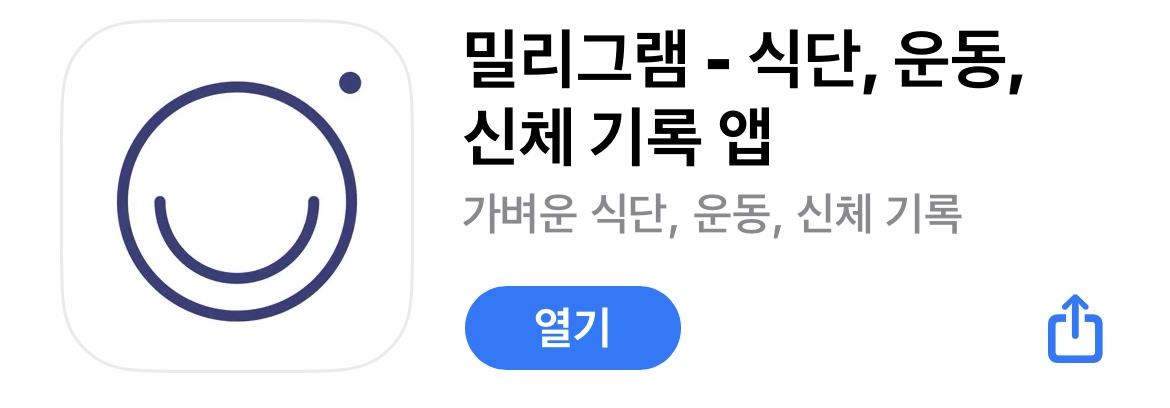 밀리그램 - 식단, 운동,
신체 기록 앱
가벼운 식단, 운동, 신체 기록
열기